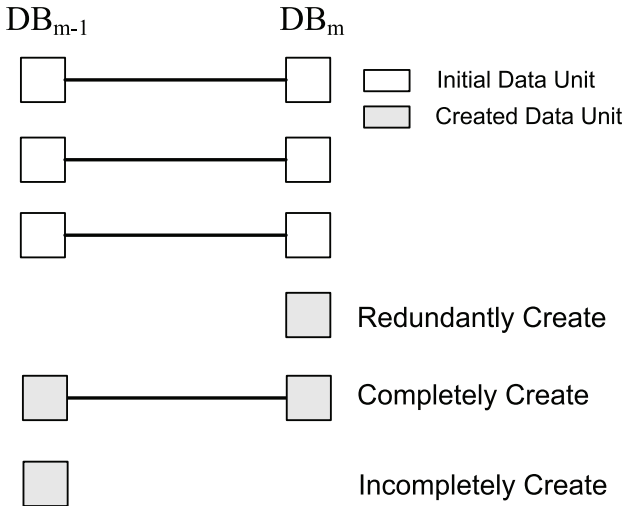 DBm-1 DBm
Initial Data Unit
Created Data Unit
Redundantly Create
Completely Create
Incompletely Create